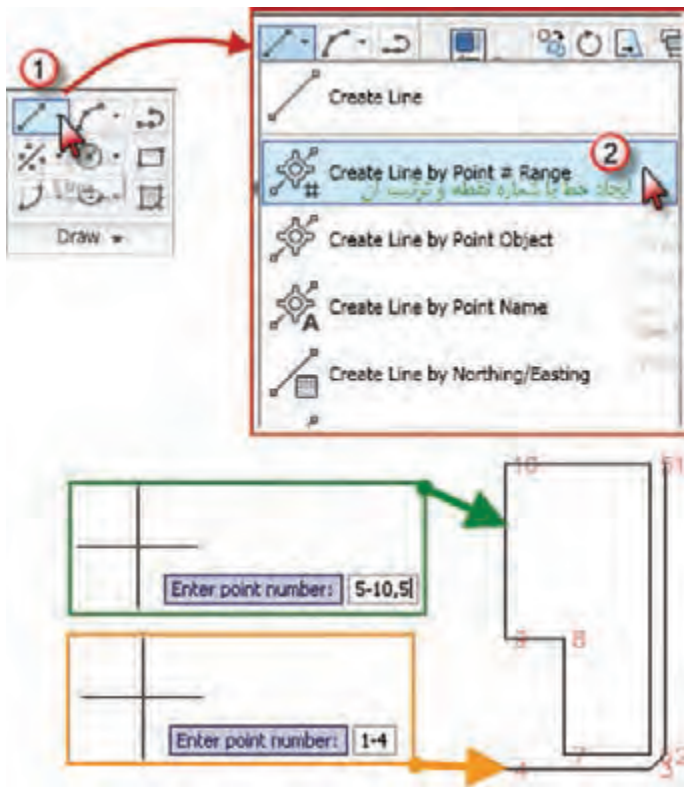 1
Draw
Create Line
Create Line by Point # Range
2
ایجاد خط با شماره نقطه و ترتیب آن
#
Create Line by Point Object
Create Line by Point Name
A
Create Line by Northing/Easting
10
51
Enter point number: 5-10,5
9
8
Enter point number: 1-4
7
2
4
3